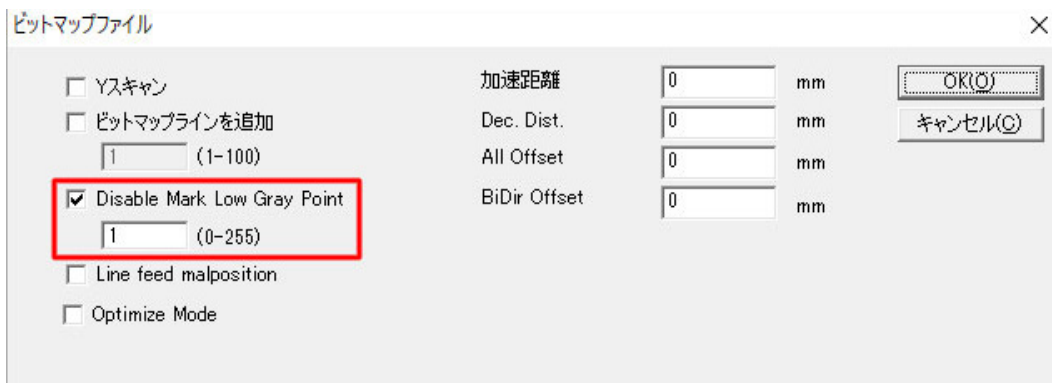 ビットマップファイル
Yスキャン
ビットマップラインを追加
1 (1-100)
Disable Mark Low Gray Point
1 (0-255)
Line feed malposition
Optimize Mode
加速距離 0 mm
Dec. Dist. 0 mm
All Offset 0 mm
BiDir Offset 0 mm
OK(O)
キャンセル(C)